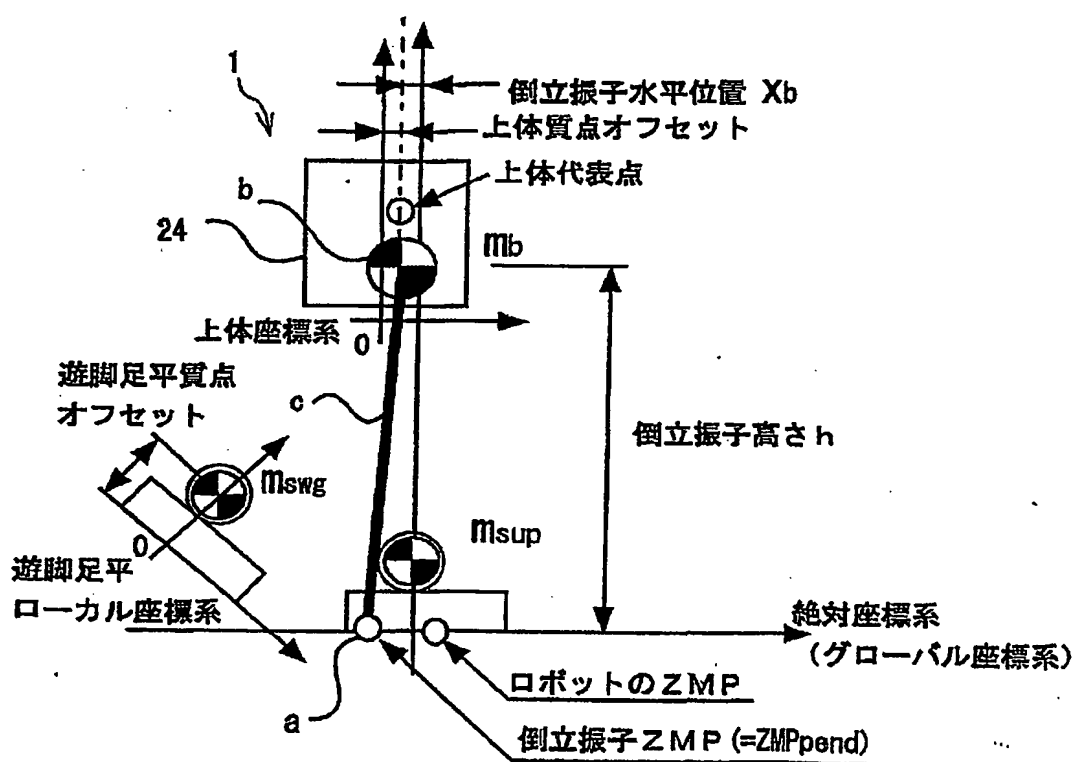 1
倒立振子水平位置 Xb
上体質点オフセット
上体代表点
b
24
mb
上体座標系
0
遊脚足平質点
オフセット
c
倒立振子高さh
mswg
msup
0
遊脚足平
ローカル座標系
絶対座標系
(グローバル座標系)
ロボットのZMP
a
倒立振子ZMP(=ZMPpend)